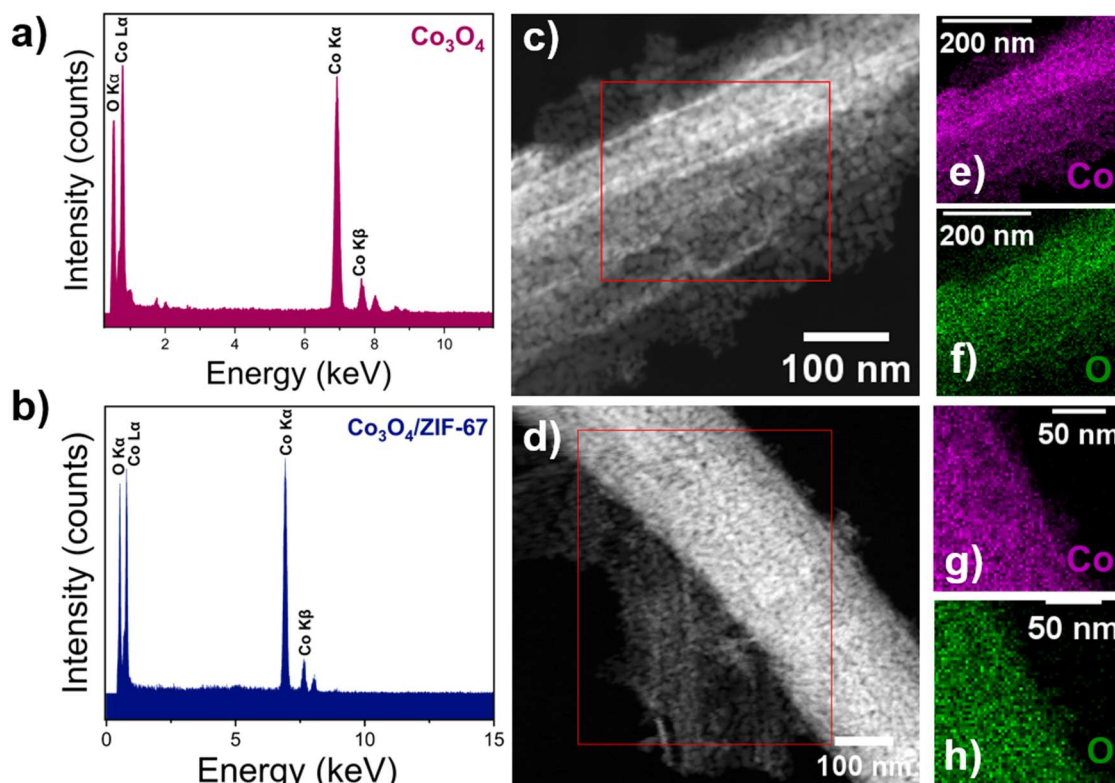 a)
Co₃O₄
O Kα
Co Lα
Co Kα
Co Kβ
Intensity (counts)
2
4
6
8
10
Energy (keV)
b)
Co₃O₄/ZIF-67
O Kα
Co Lα
Co Kα
Co Kβ
Intensity (counts)
0
5
10
15
Energy (keV)
c)
100 nm
d)
100 nm
200 nm
e)
Co
200 nm
f)
O
50 nm
g)
Co
50 nm
h)
O